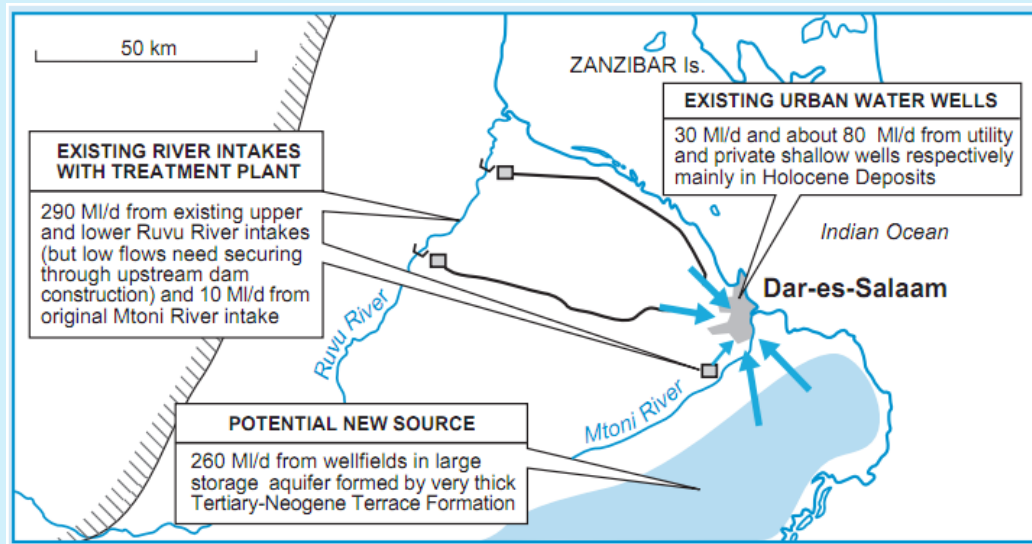 50 km
ZANZIBAR Is.
EXISTING URBAN WATER WELLS
30 Ml/d and about 80 Ml/d from utility
and private shallow wells respectively
mainly in Holocene Deposits
EXISTING RIVER INTAKES
WITH TREATMENT PLANT
290 Ml/d from existing upper
and lower Ruvu River intakes
(but low flows need securing
through upstream dam
construction) and 10 Ml/d from
original Mtoni River intake
Indian Ocean
Dar-es-Salaam
Ruvu River
Mtoni River
POTENTIAL NEW SOURCE
260 Ml/d from wellfields in large
storage aquifer formed by very thick
Tertiary-Neogene Terrace Formation